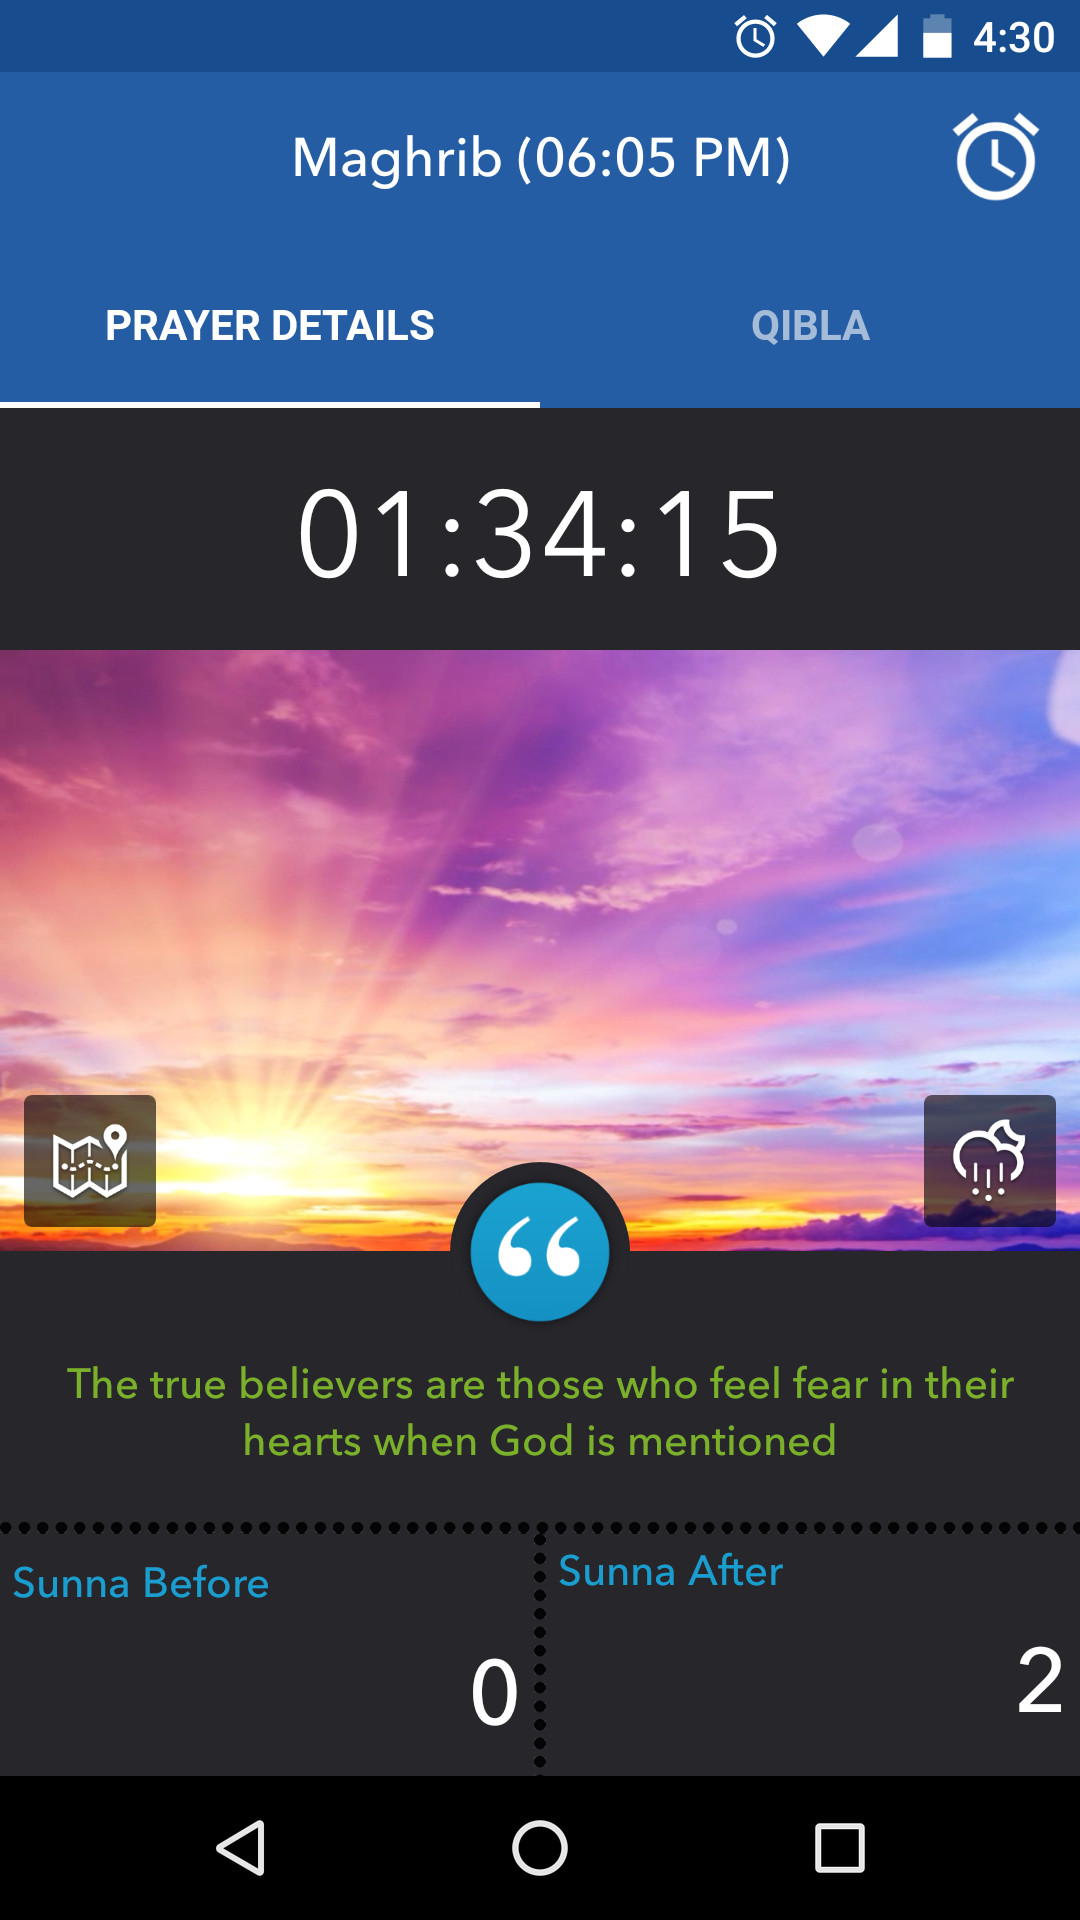 4:30
Maghrib (06:05 PM)
PRAYER DETAILS
QIBLA
01:34:15
The true believers are those who feel fear in their
hearts when God is mentioned
Sunna Before
Sunna After
0
2